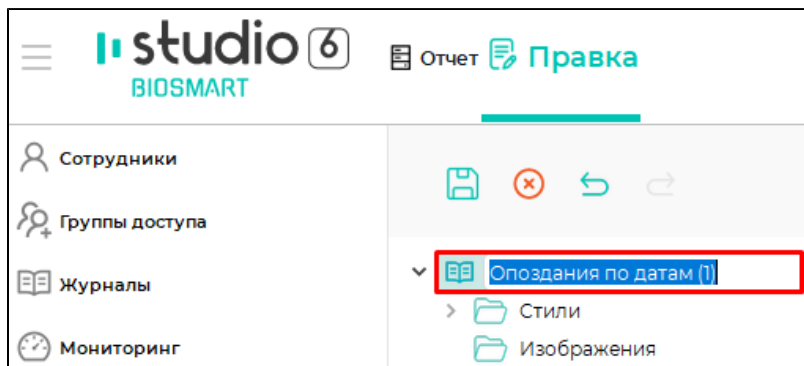 studio 6
BIOSMART
Отчет
Правка
Сотрудники
Группы доступа
Журналы
Мониторинг
Опоздания по датам (1)
Стили
Изображения